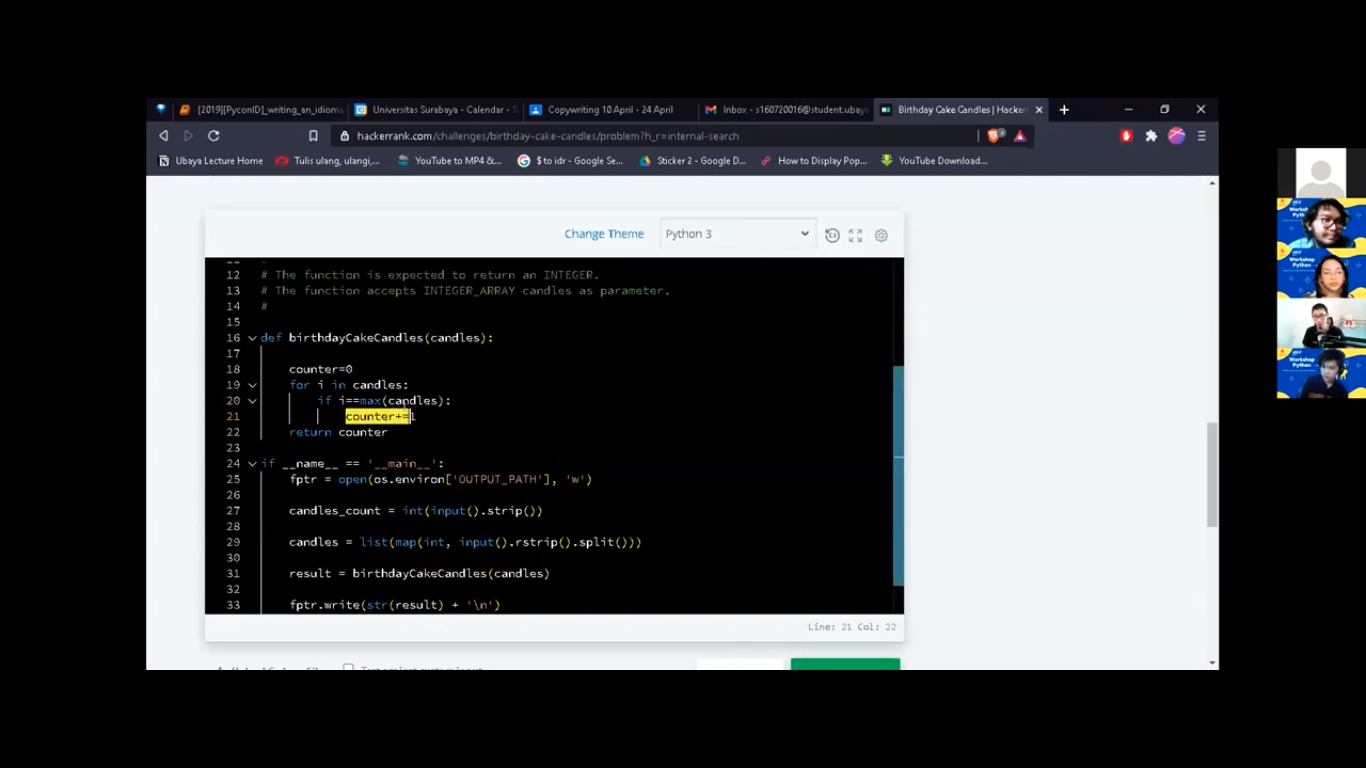 [2019][PyconID]_writing_an_idioma
Universitas Surabaya - Calendar - S
Copywriting 10 April - 24 April
Inbox - s160720016@student.ubaya
Birthday Cake Candles | Hacker
hackerrank.com/challenges/birthday-cake-candles/problem?h_r=internal-search
Ubaya Lecture Home
Tulis ulang, ulangi,...
YouTube to MP4 &...
$ to idr - Google Se...
Sticker 2 - Google D...
How to Display Pop...
YouTube Download...
Change Theme
Python 3
12 # The function is expected to return an INTEGER.
13 # The function accepts INTEGER_ARRAY candles as parameter.
14 #
15
16 def birthdayCakeCandles(candles):
17
18 counter=0
19 for i in candles:
20 if i==max(candles):
21 counter+=1
22 return counter
23
24 if __name__ == '__main__':
25 fptr = open(os.environ['OUTPUT_PATH'], 'w')
26
27 candles_count = int(input().strip())
28
29 candles = list(map(int, input().rstrip().split()))
30
31 result = birthdayCakeCandles(candles)
32
33 fptr.write(str(result) + '\n')
Line: 21 Col: 22
Workshop
Python
Workshop
Python
Workshop
Python